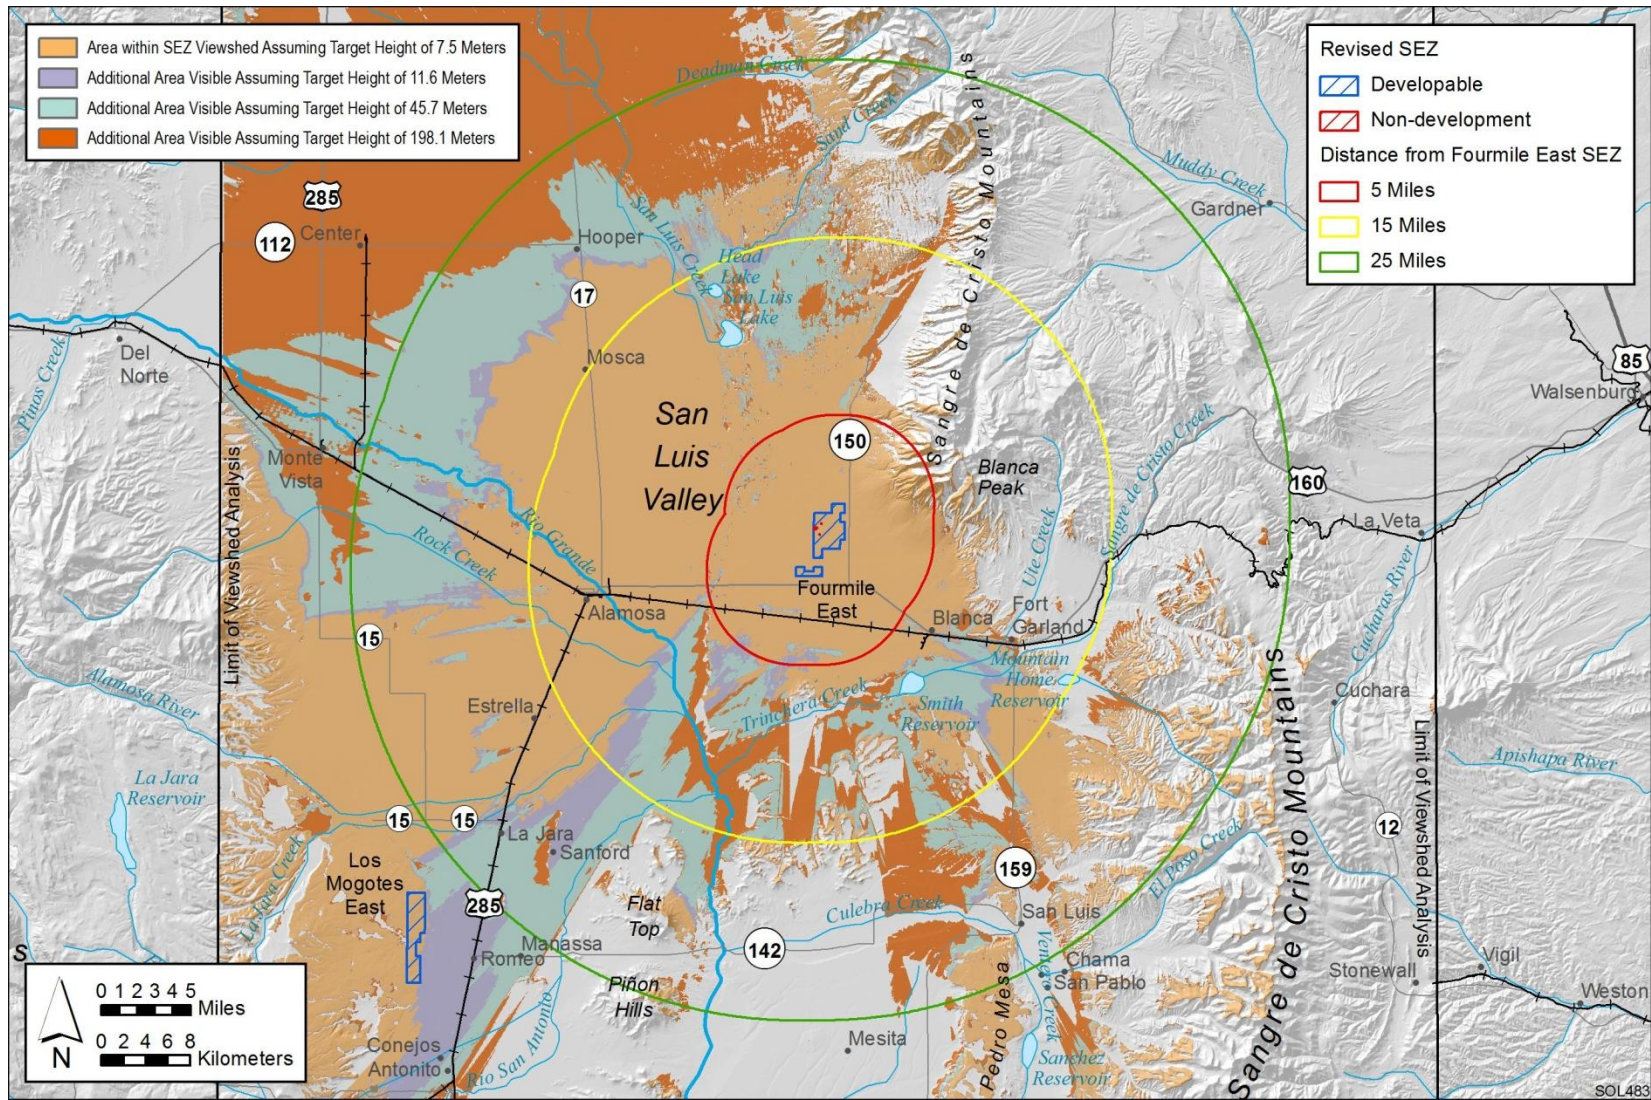 Area within SEZ Viewshed Assuming Target Height of 7.5 Meters
Additional Area Visible Assuming Target Height of 11.6 Meters
Additional Area Visible Assuming Target Height of 45.7 Meters
Additional Area Visible Assuming Target Height of 198.1 Meters
Revised SEZ
Developable
Non-development
Distance from Fourmile East SEZ
5 Miles
15 Miles
25 Miles
Deadman Creek
Sand Creek
Sangre de Cristo Mountains
Muddy Creek
Gardner
285
112
Center
San Luis Creek
Hooper
17
Head
Lake
San Luis
Lake
Del
Norte
Pinos Creek
Mosca
85
Walsenburg
San
Luis
Valley
150
Sangre de Cristo Mountains
Blanca
Peak
Sangre de Cristo Creek
160
La Veta
Monte
Vista
Limit of Viewshed Analysis
Rock Creek
Rio Grande
Ute Creek
Fourmile
East
Alamosa
Blanca
Fort
Garland
15
Alamosa River
Estrella
Mountain
Home
Reservoir
Smith
Reservoir
Trinchera Creek
Cucharas River
Cuchara
Limit of Viewshed Analysis
Apishapa River
La Jara
Reservoir
15
15
La Jara
Sanford
12
La Jara Creek
Los
Mogotes
East
159
El Poso Creek
Sangre de Cristo Mountains
285
Flat
Top
Culebra Creek
San Luis
142
Manassa
Romeo
Piñon
Hills
Chama
San Pablo
Stonewall
Vigil
Weston
S
Pedro Mesa
Creek
Mesita
Sanchez
Reservoir
Conejos
Antonito
Rio San Antonio
N
0 1 2 3 4 5
Miles
0 2 4 6 8
Kilometers
SOL483